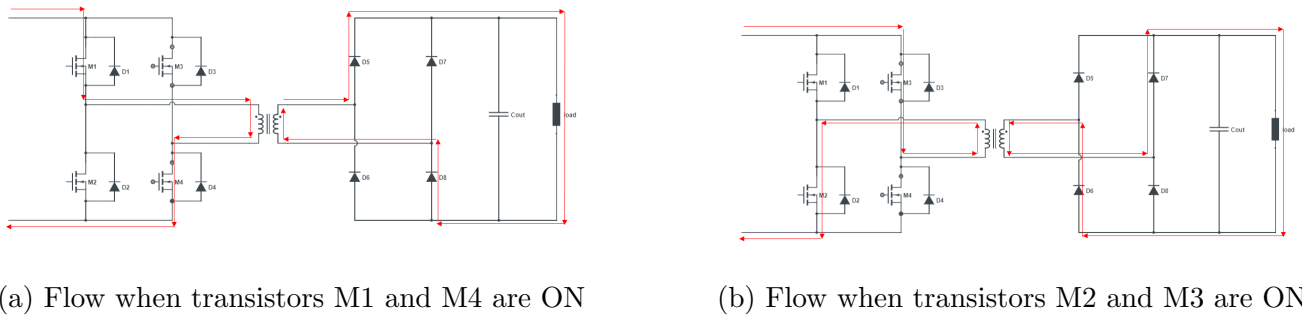 M1
D1
M3
D3
D5
D7
Cout
load
M2
D2
M4
D4
D6
D8
M1
D1
M3
D3
D5
D7
Cout
load
M2
D2
M4
D4
D6
D8
a) Flow when transistors M1 and M4 are ON
(b) Flow when transistors M2 and M3 are ON